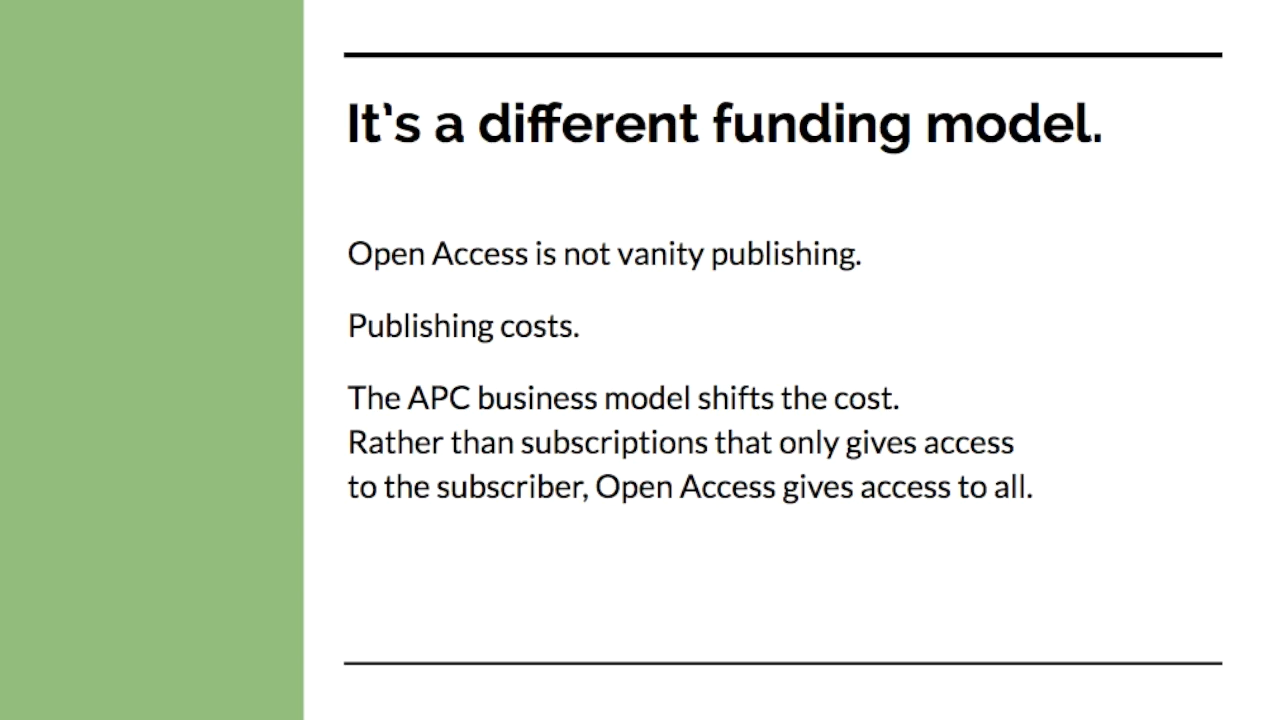 It's a different funding model.
Open Access is not vanity publishing.
Publishing costs.
The APC business model shifts the cost.
Rather than subscriptions that only gives access
to the subscriber, Open Access gives access to all.